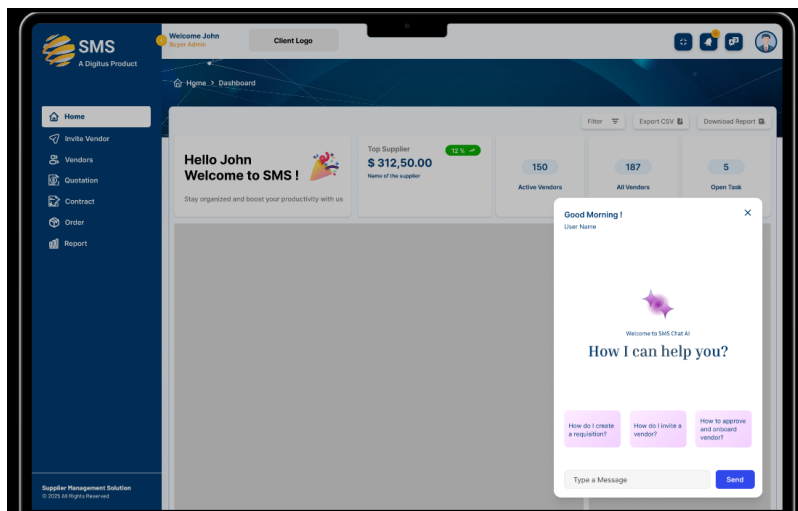 SMS
A Digitus Product
Welcome John
Buyer Admin
Client Logo
Home > Dashboard
Home
Invite Vendor
Vendors
Quotation
Contract
Order
Report
Filter
Export CSV
Download Report
Hello John
Welcome to SMS !
Stay organized and boost your productivity with us
Top Supplier
12 %
$ 312,50.00
Name of the supplier
150
Active Vendors
187
All Vendors
5
Open Task
Good Morning !
User Name
Welcome to SMS Chat AI
How I can help you?
How do I create
a requisition?
How do I invite a
vendor?
How to approve
and onboard
vendor?
Type a Message
Send
Supplier Management Solution
© 2025 All Rights Reserved